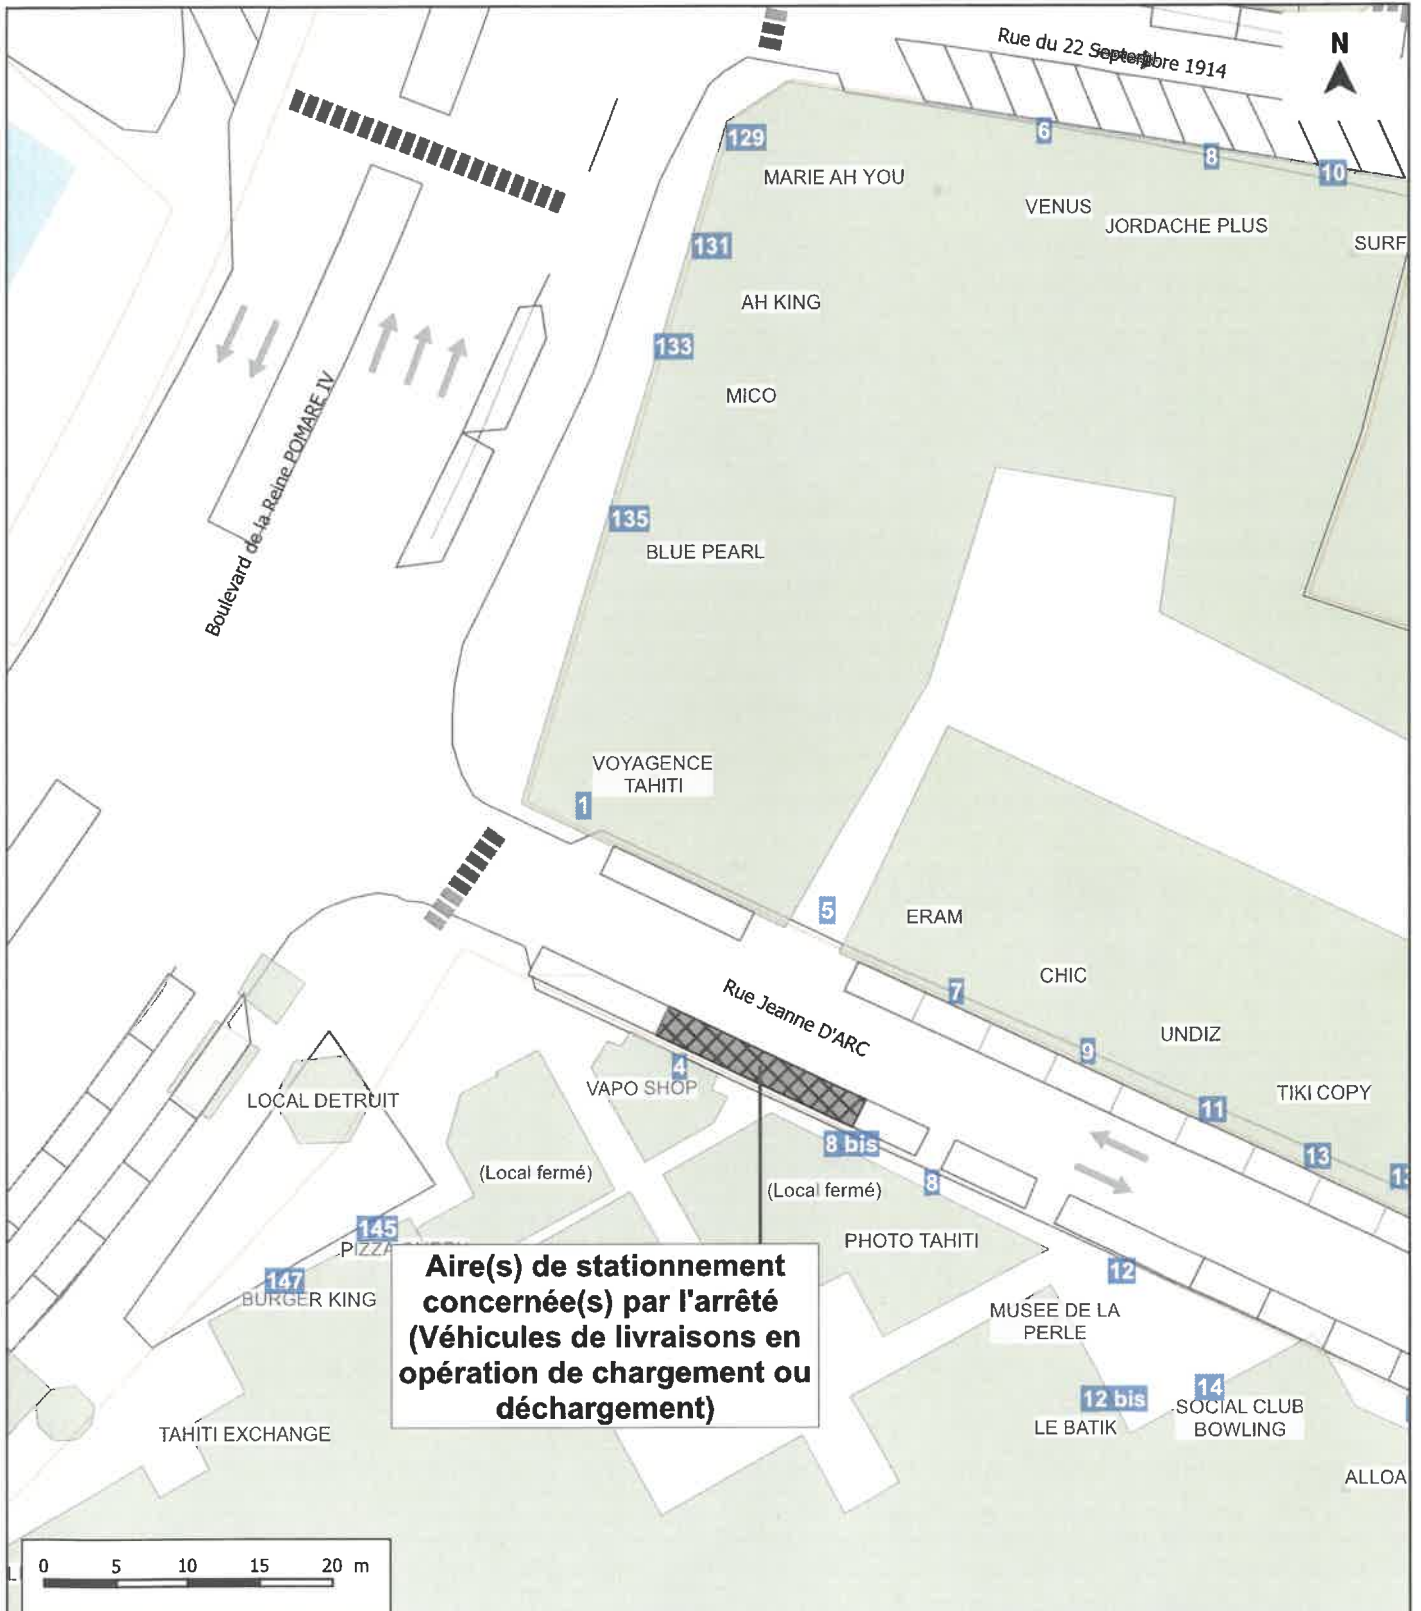 Rue du 22 Septembre 1914
N
129
6
8
10
MARIE AH YOU
VENUS
JORDACHE PLUS
SURF
131
AH KING
133
MICO
Boulevard de la Reine POMARE IV
135
BLUE PEARL
VOYAGENCE
TAHITI
1
5
ERAM
CHIC
7
UNDIZ
Rue Jeanne D'ARC
9
TIKI COPY
11
4
VAPO SHOP
LOCAL DETRUIT
8 bis
13
(Local fermé)
8
(Local fermé)
145
PIZZA
PHOTO TAHITI
147
BURGER KING
12
MUSEE DE LA
PERLE
Aire(s) de stationnement
concernée(s) par l'arrêté
(Véhicules de livraisons en
opération de chargement ou
déchargement)
12 bis
14
LE BATIK
SOCIAL CLUB
BOWLING
TAHITI EXCHANGE
ALLOA
0 5 10 15 20 m